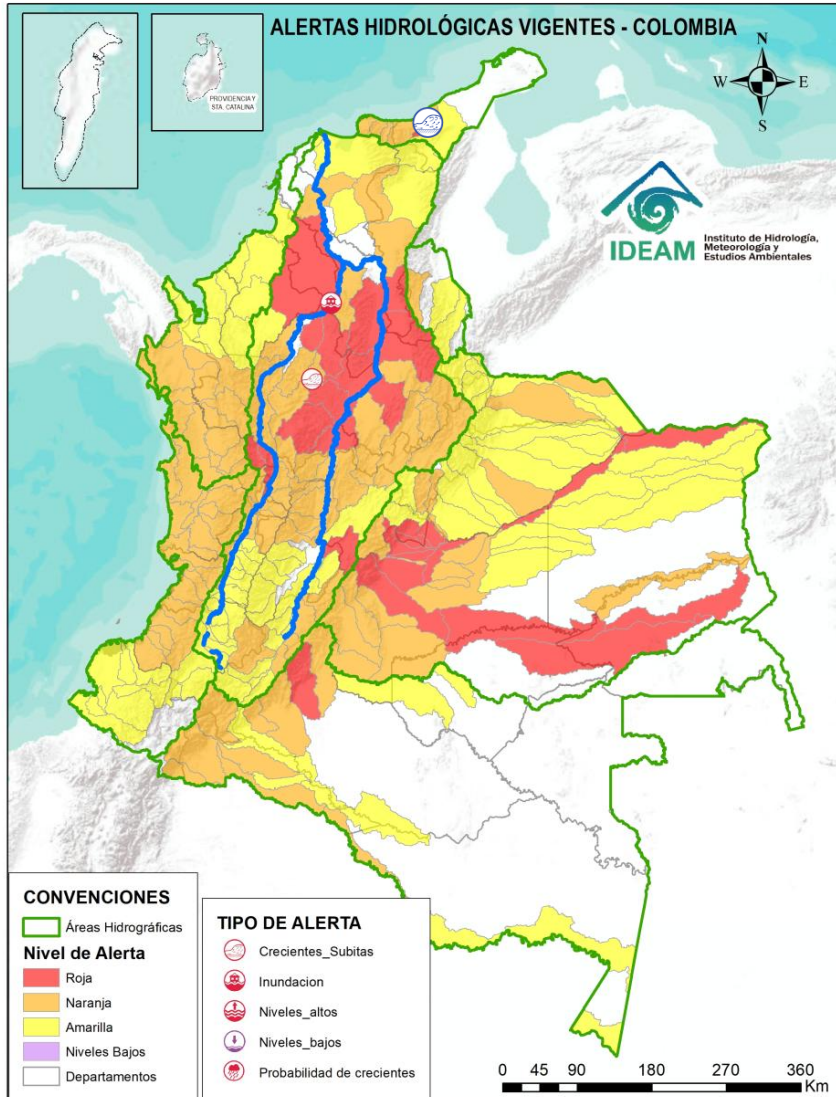 ALERTAS HIDROLÓGICAS VIGENTES - COLOMBIA
PROVIDENCIA Y
STA. CATALINA
N
W E
S
IDEAM
Instituto de Hidrología,
Meteorología y
Estudios Ambientales
CONVENCIONES
Áreas Hidrográficas
Nivel de Alerta
Roja
Naranja
Amarilla
Niveles Bajos
Departamentos
TIPO DE ALERTA
Crecientes_Subitas
Inundacion
Niveles_altos
Niveles_bajos
Probabilidad de crecientes
0 45 90 180 270 360
Km